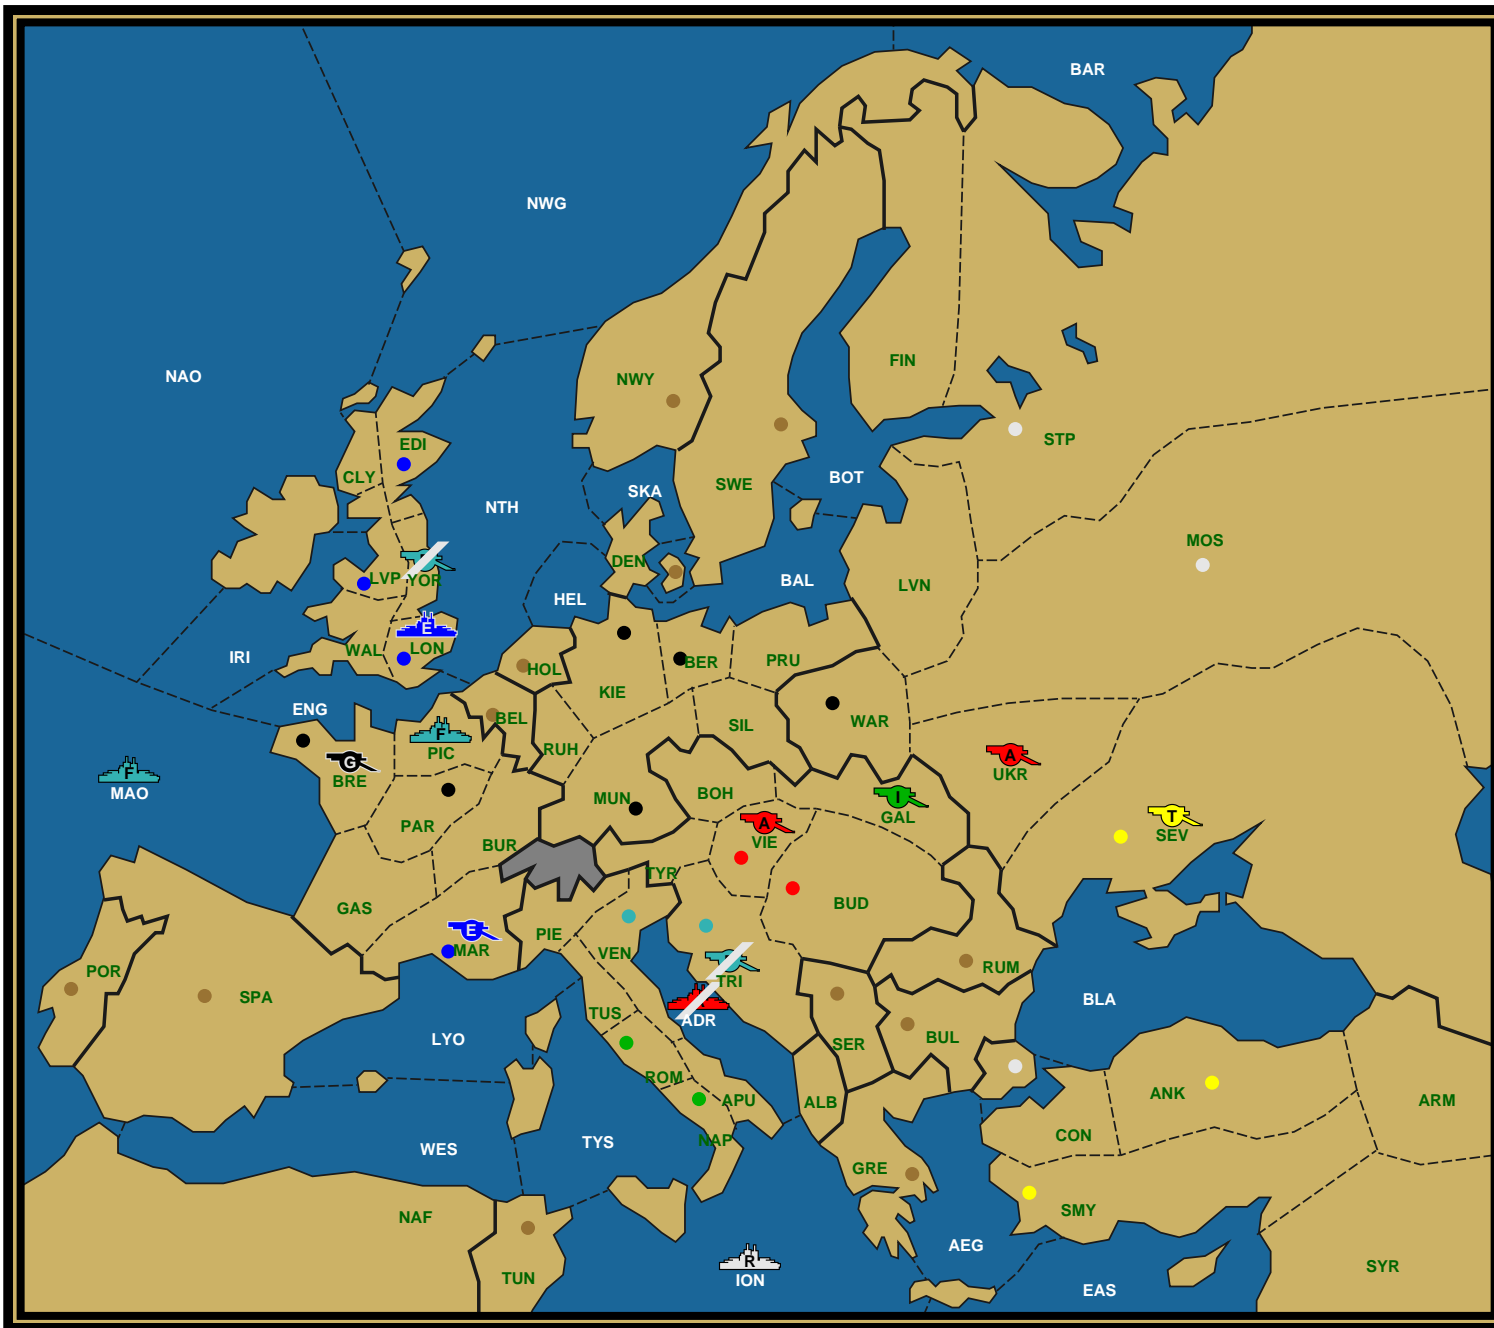 BAR
NWG
NAO
FIN
NWY
EDI
STP
CLY
BOT
SWE
SKA
NTH
MOS
DEN
LVP YOR
BAL
LVN
HEL
E
LON
IRI
WAL
HOL
BER
PRU
KIE
ENG
BEL
WAR
SIL
F
PIC
RUH
G
BRE
A
UKR
F
MAO
MUN
BOH
I
GAL
T
SEV
PAR
A
VIE
BUR
TYR
BUD
GAS
E
MAR
PIE
VEN
RUM
POR
SPA
TRI
BLA
TUS
ADR
LYO
SER
BUL
ROM
APU
ALB
ANK
ARM
CON
NAP
TYS
WES
GRE
SMY
NAF
AEG
R
ION
SYR
TUN
EAS